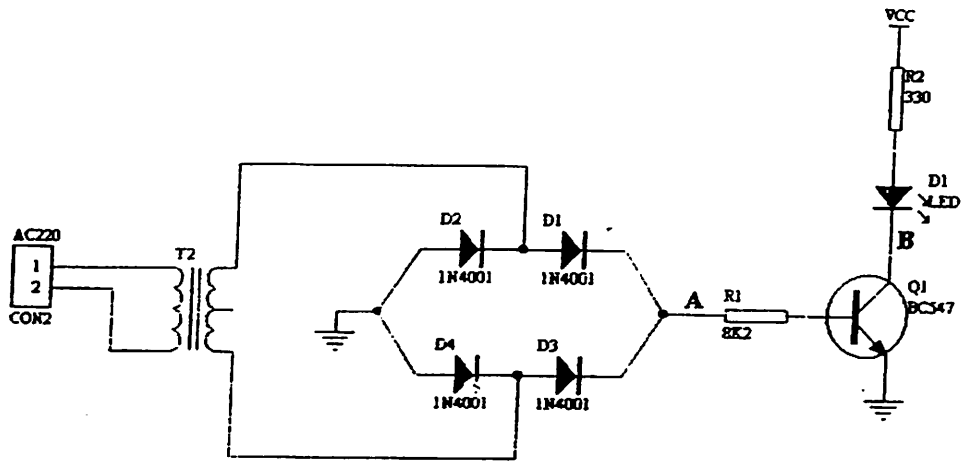 VCC
R2
330
D1
LED
B
Q1
BC547
A
R1
8K2
D2
1N4001
D1
1N4001
D4
1N4001
D3
1N4001
AC220
1
2
CON2
T2